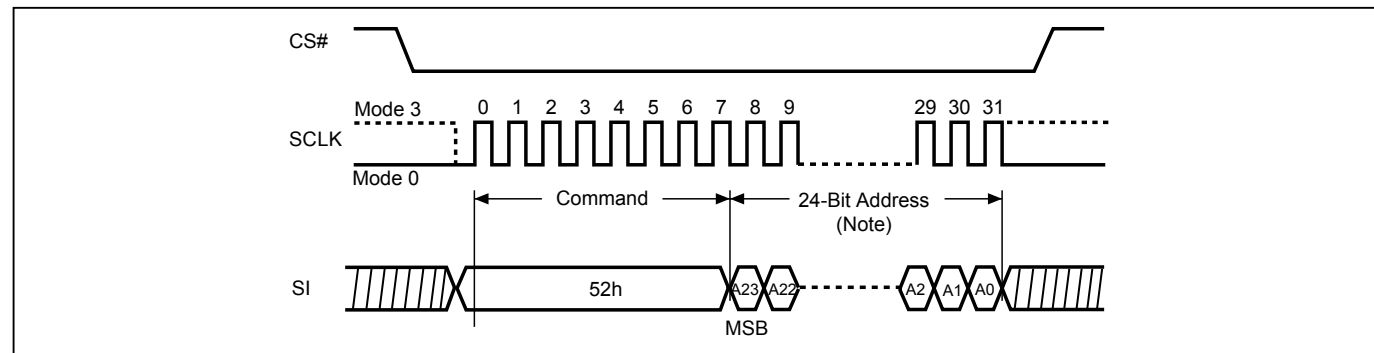 CS#
Mode 3
0 1 2 3 4 5 6 7 8 9 29 30 31
SCLK
Mode 0
Command
24-Bit Address
(Note)
SI
52h
A23 A22 A2 A1 A0
MSB